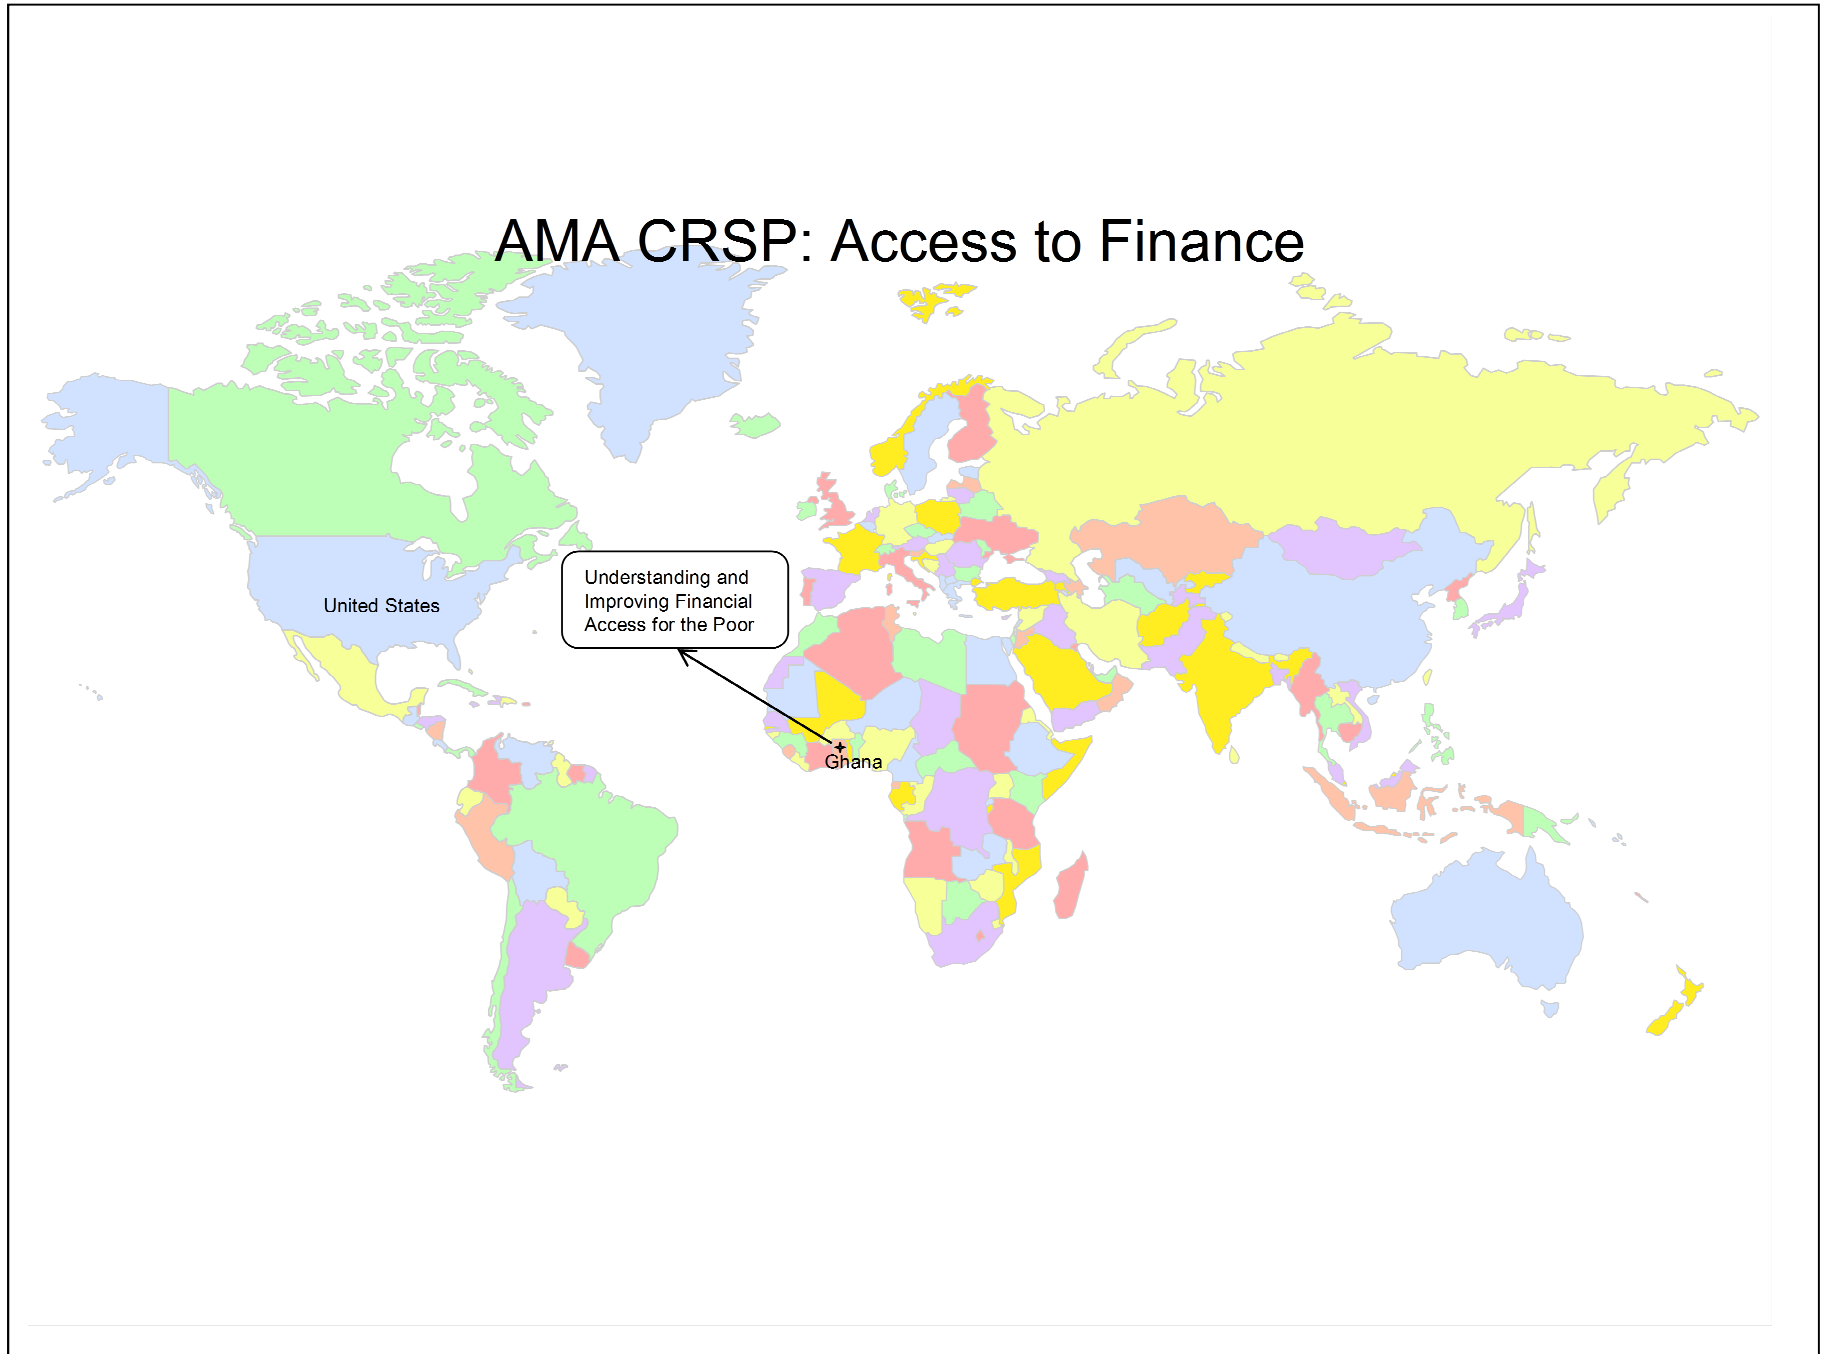 AMA CRSP: Access to Finance
Understanding and
Improving Financial
Access for the Poor
United States
Ghana